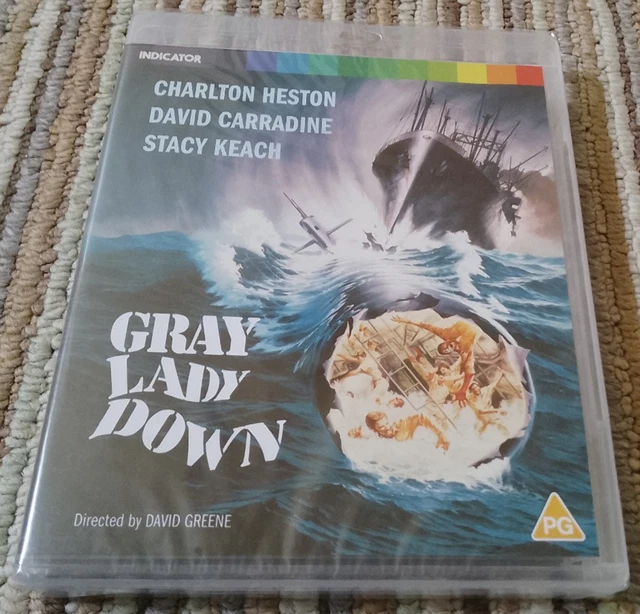 INDICATOR
CHARLTON HESTON
DAVID CARRADINE
STACY KEACH
GRAY
LADY
DOWN
Directed by DAVID GREENE
PG